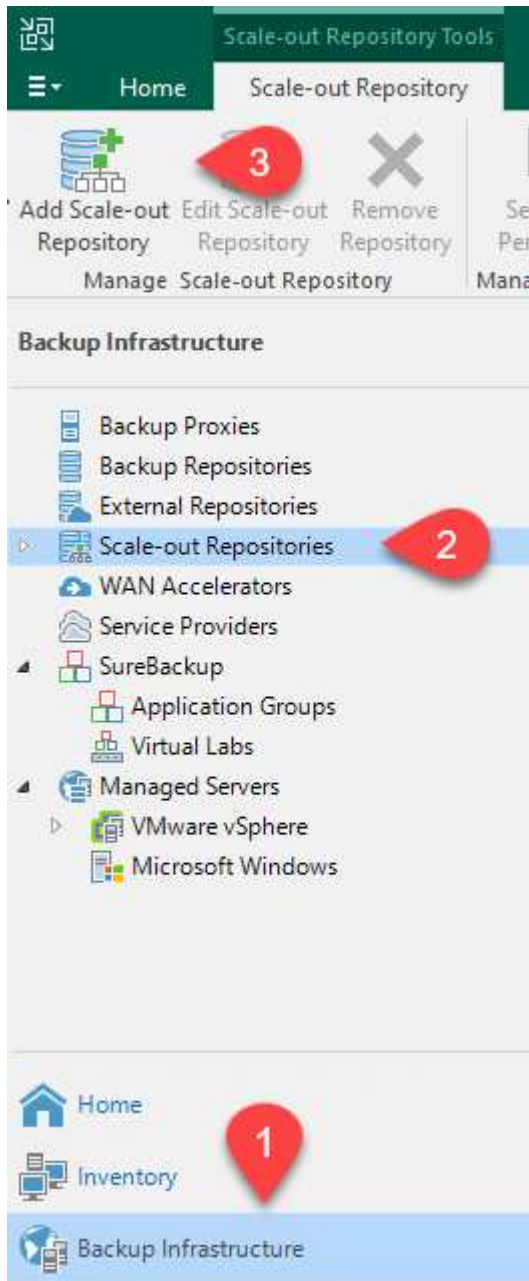 Scale-out Repository Tools
Home
Scale-out Repository
3
Add Scale-out
Repository
Edit Scale-out
Repository
Remove
Repository
Manage Scale-out Repository
Backup Infrastructure
Backup Proxies
Backup Repositories
External Repositories
Scale-out Repositories
2
WAN Accelerators
Service Providers
SureBackup
Application Groups
Virtual Labs
Managed Servers
VMware vSphere
Microsoft Windows
Home
1
Inventory
Backup Infrastructure